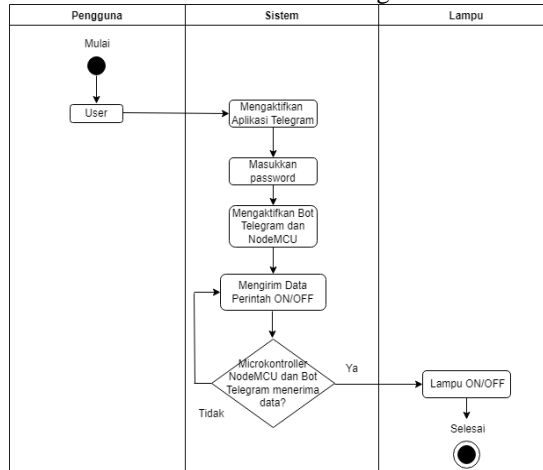 Pengguna
Sistem
Lampu
Mulai
User
Mengaktifkan
Aplikasi Telegram
Masukkan
password
Mengaktifkan Bot
Telegram dan
NodeMCU
Mengirim Data
Perintah ON/OFF
Microkontroller
NodeMCU dan Bot
Telegram menerima
data?
Ya
Tidak
Lampu ON/OFF
Selesai